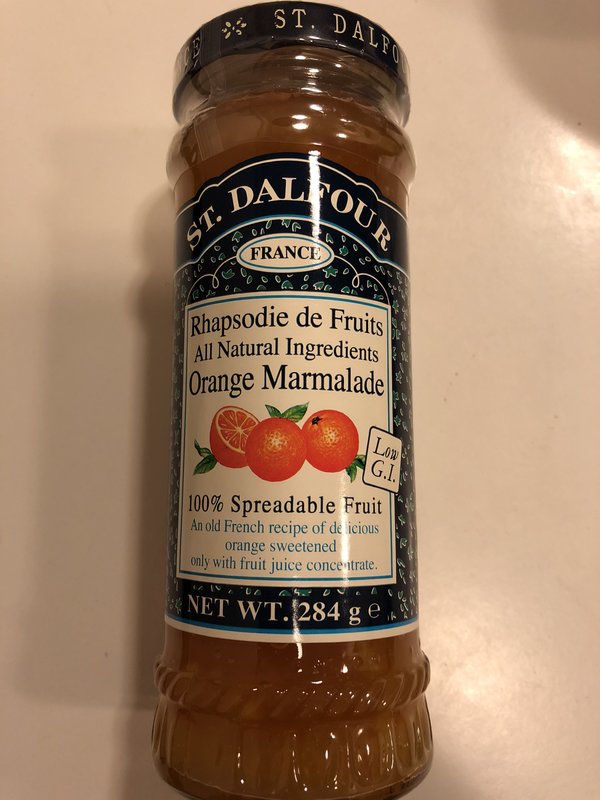 ST. DALFO
ST. DALFOUR
FRANCE
Rhapsodie de Fruits
All Natural Ingredients
Orange Marmalade
Low
G.I.
100% Spreadable Fruit
An old French recipe of delicious
orange sweetened
only with fruit juice concentrate.
NET WT. 284 g e